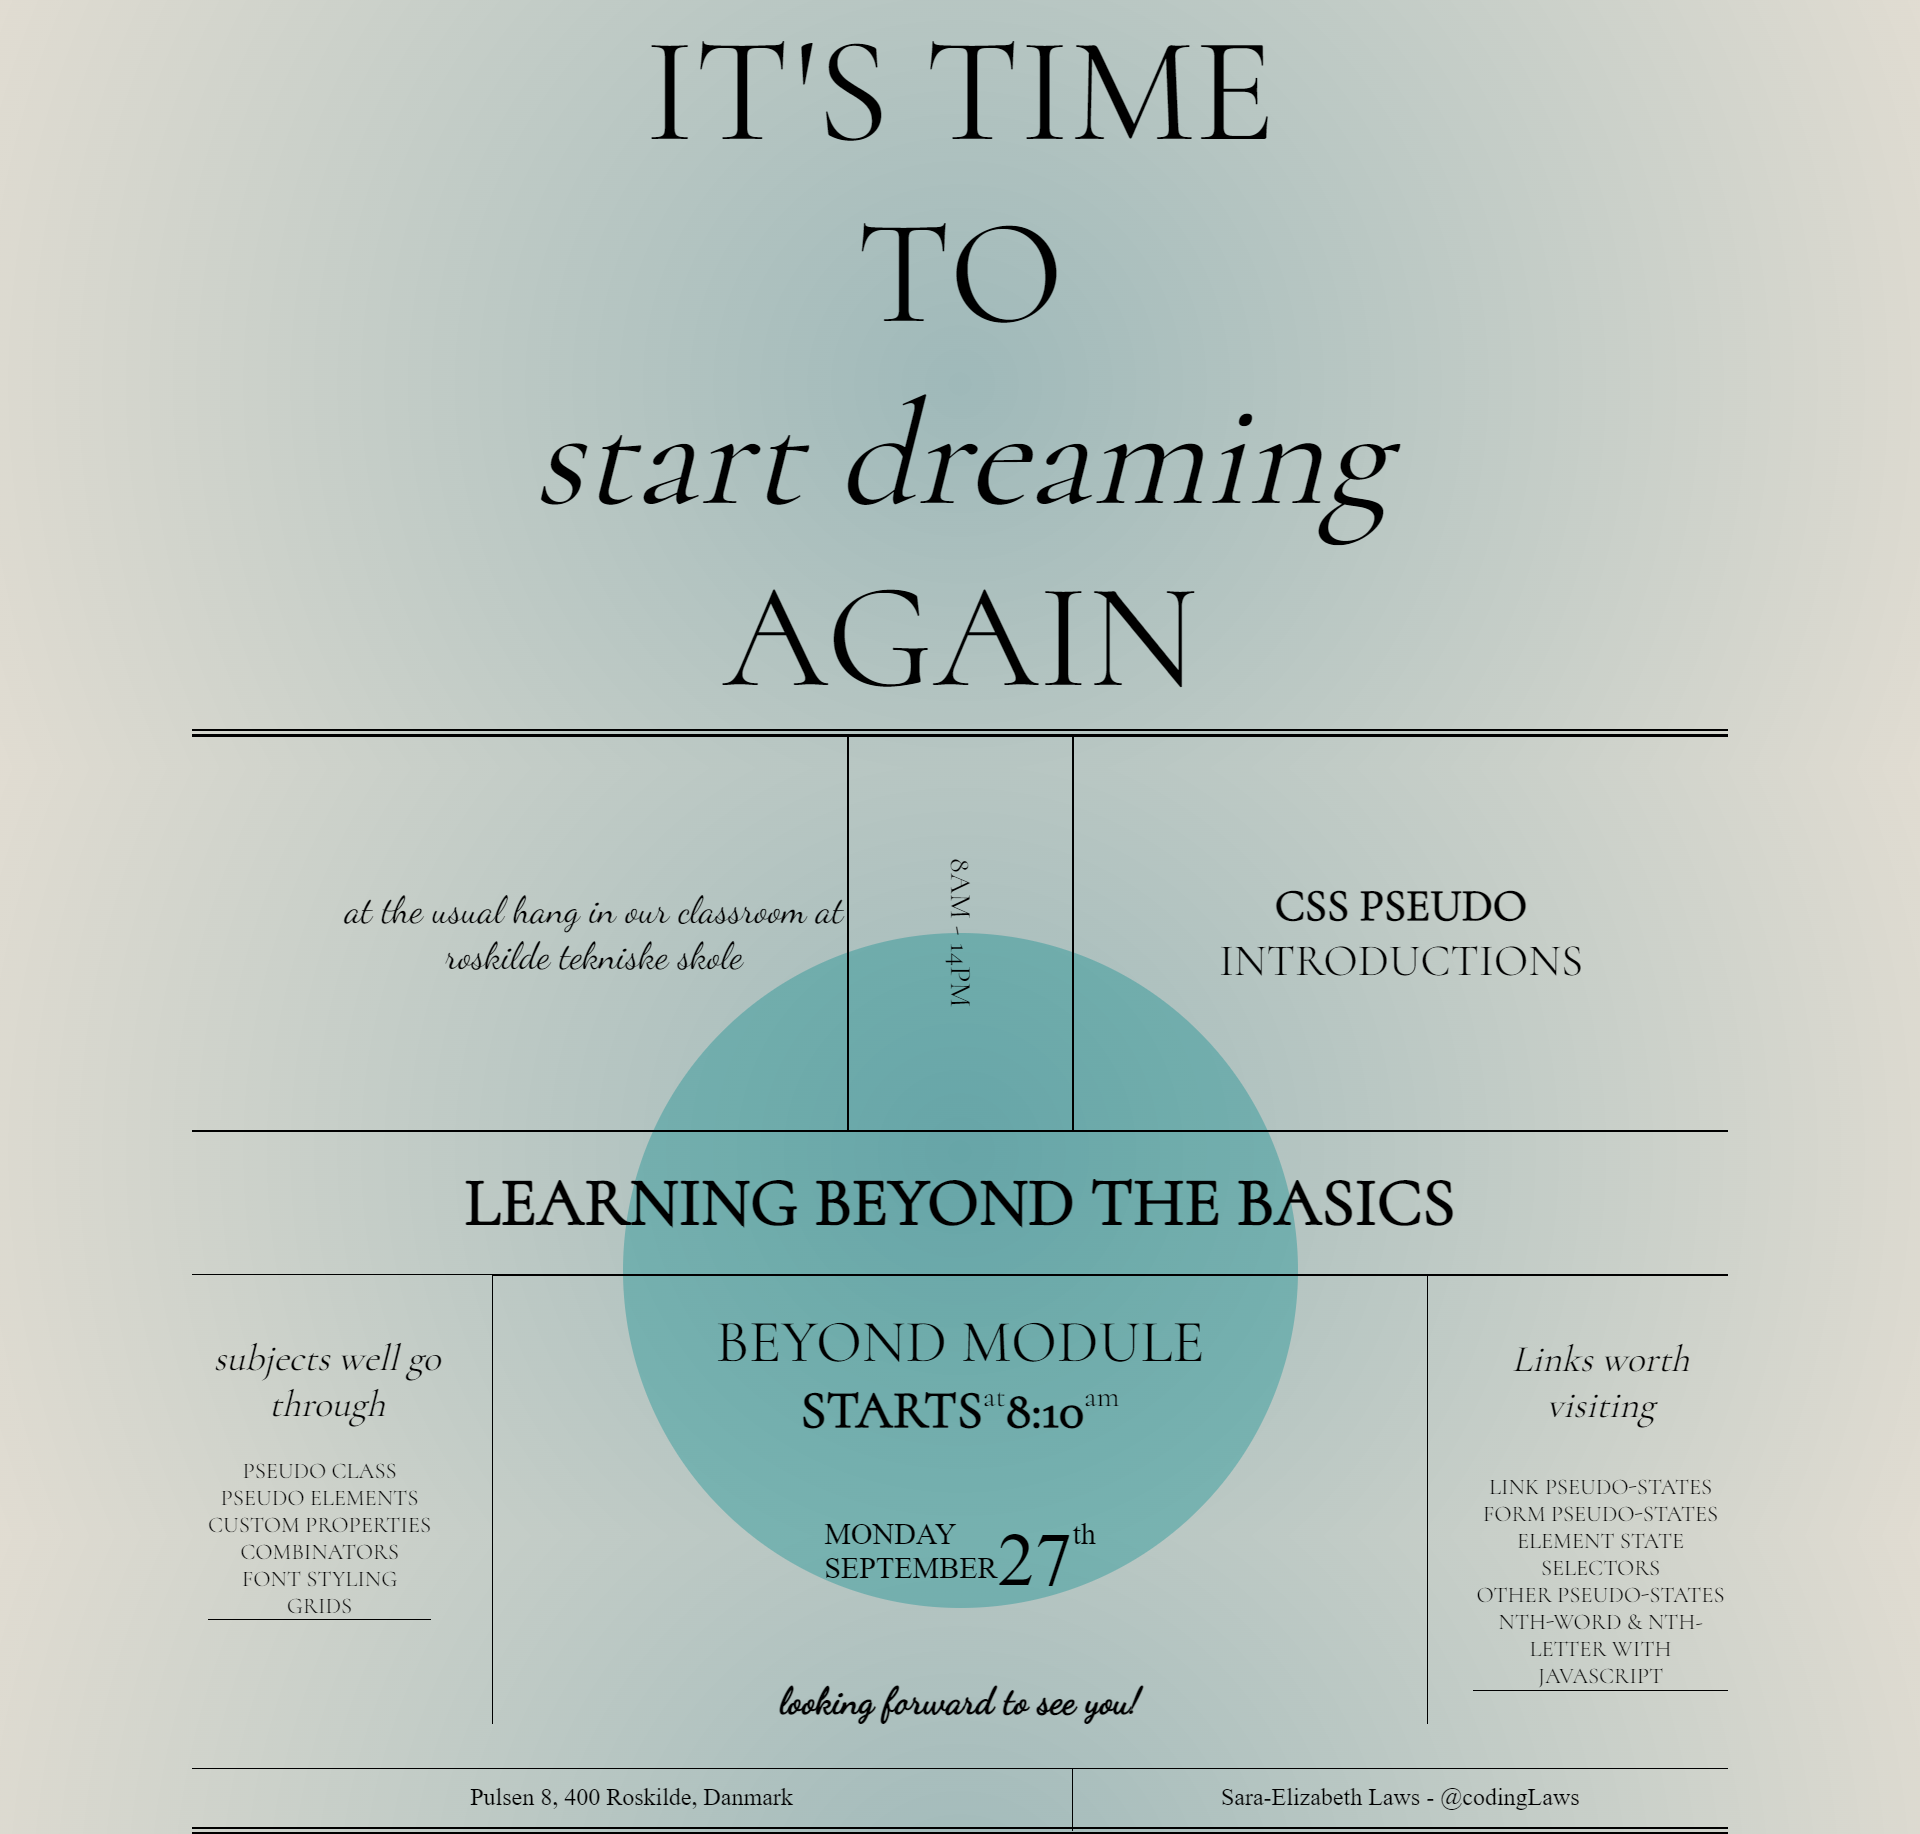 IT'S TIME
TO
start dreaming
AGAIN
at the usual hang in our classroom at
roskilde tekniske skole
8AM - 14PM
CSS PSEUDO
INTRODUCTIONS
LEARNING BEYOND THE BASICS
subjects well go
through
PSEUDO CLASS
PSEUDO ELEMENTS
CUSTOM PROPERTIES
COMBINATORS
FONT STYLING
GRIDS
BEYOND MODULE
STARTS at 8:10 am
MONDAY
SEPTEMBER 27th
looking forward to see you!
Links worth
visiting
LINK PSEUDO-STATES
FORM PSEUDO-STATES
ELEMENT STATE
SELECTORS
OTHER PSEUDO-STATES
NTH-WORD & NTH-
LETTER WITH
JAVASCRIPT
Pulsen 8, 400 Roskilde, Danmark
Sara-Elizabeth Laws - @codingLaws